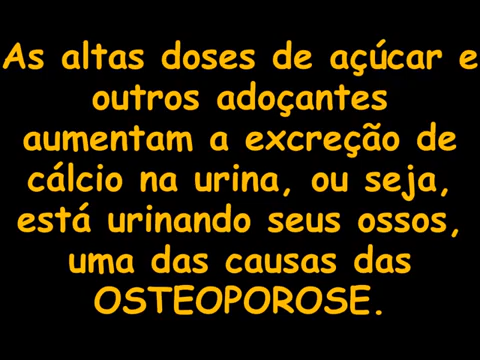 As altas doses de açúcar e
outros adoçantes
aumentam a excreção de
cálcio na urina, ou seja,
está urinando seus ossos,
uma das causas das
OSTEOPOROSE.